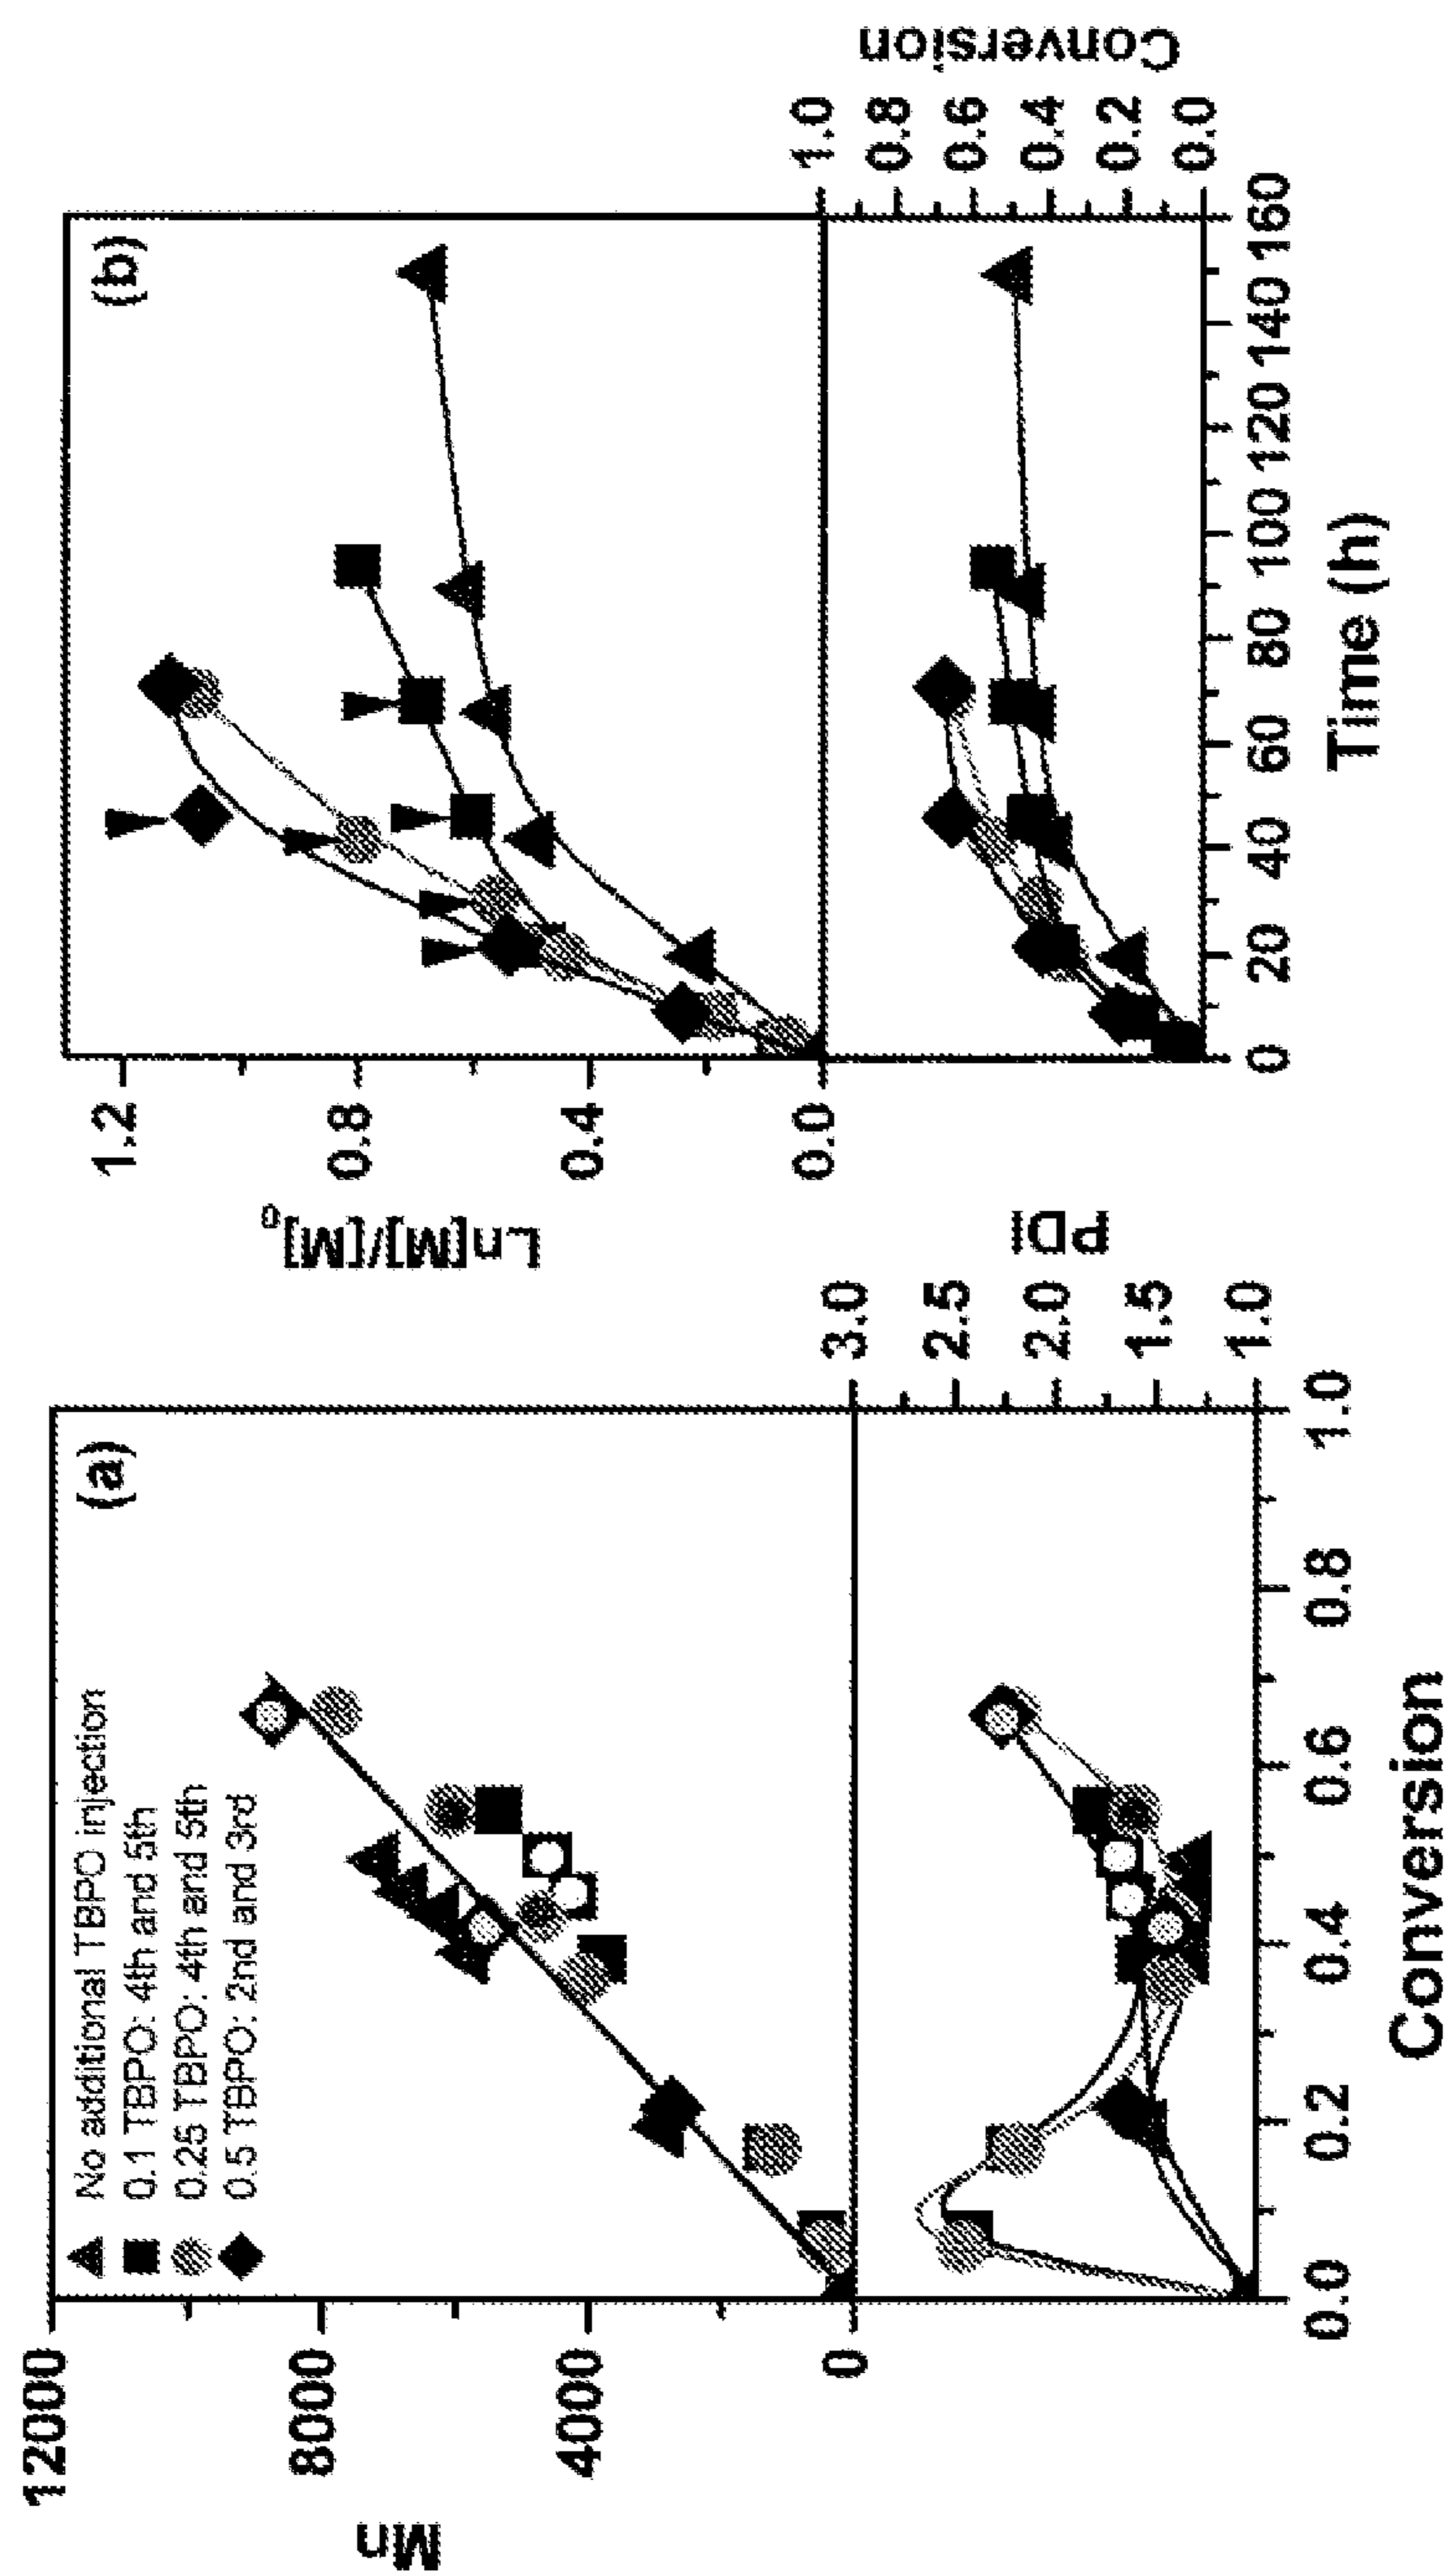 (a)
12000
8000
4000
0
Mn
No additional TBPO injection
0.1 TBPO: 4th and 5th
0.25 TBPO: 4th and 5th
0.5 TBPO: 2nd and 3rd
3.0
2.5
2.0
1.5
1.0
PDI
0.0
0.2
0.4
0.6
0.8
1.0
Conversion
(b)
1.2
0.8
0.4
0.0
Ln[M]/[M]₀
1.0
0.8
0.6
0.4
0.2
0.0
Conversion
0
20
40
60
80
100
120
140
160
Time (h)